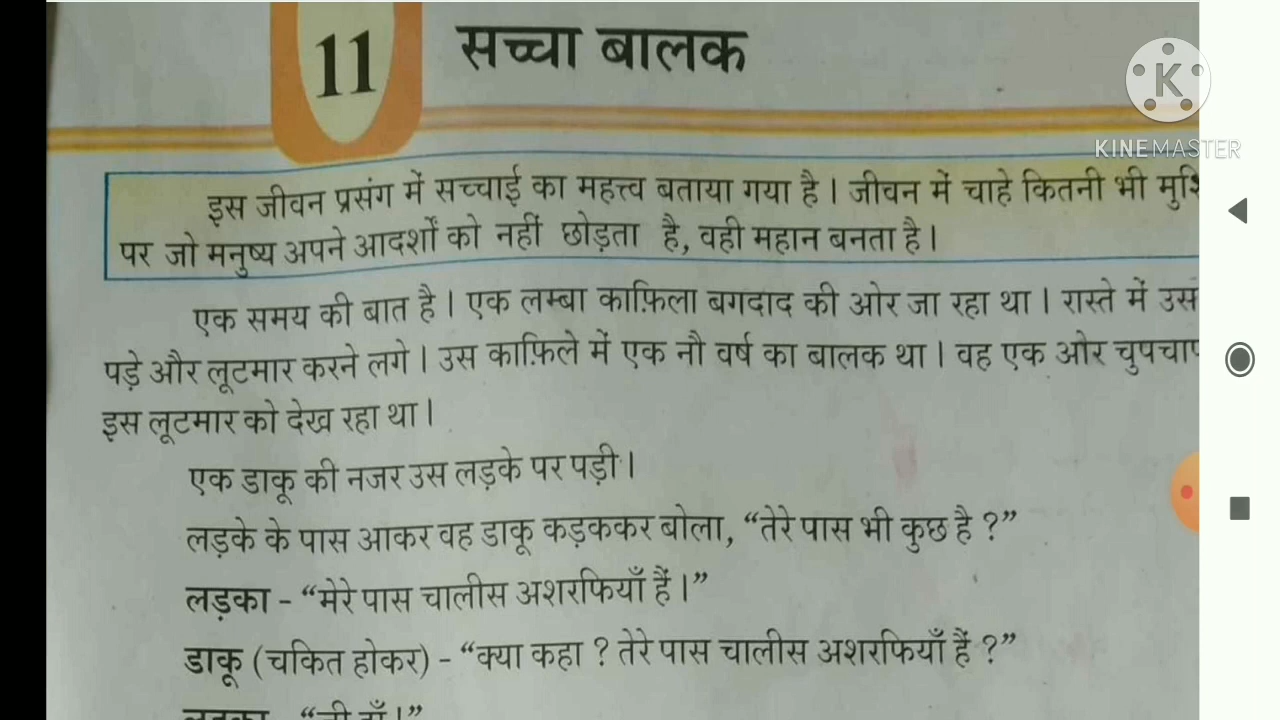 11
सच्चा बालक
KINEMASTER
इस जीवन प्रसंग में सच्चाई का महत्त्व बताया गया है। जीवन में चाहे कितनी भी
पर जो मनुष्य अपने आदर्शों को नहीं छोड़ता है, वही महान बनता है।
एक समय की बात है। एक लम्बा काफ़िला बगदाद की ओर जा रहा था। रास्ते में
पड़े और लूटमार करने लगे। उस काफ़िले में एक नौ वर्ष का बालक था। वह एक ओर
इस लूटमार को देख रहा था।
एक डाकू की नजर उस लड़के पर पड़ी।
लड़के के पास आकर वह डाकू कड़ककर बोला, “तेरे पास भी कुछ है ?”
लड़का - “मेरे पास चालीस अशरफियाँ हैं।”
डाकू (चकित होकर) - “क्या कहा ? तेरे पास चालीस अशरफियाँ हैं ?”